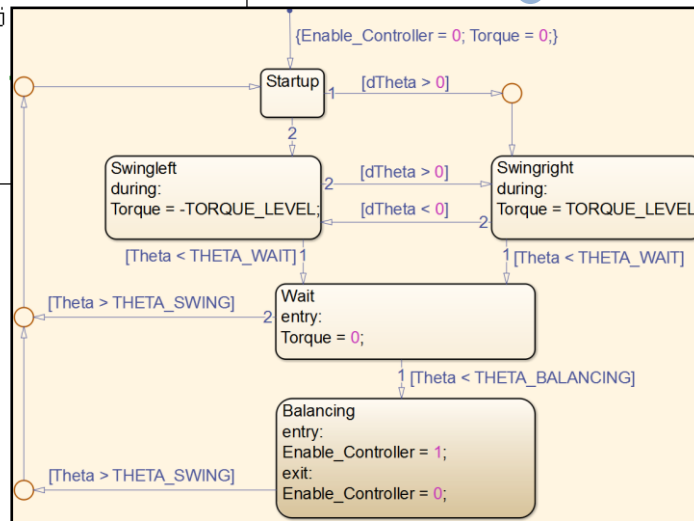 {Enable_Controller = 0; Torque = 0;}
Startup
1
[dTheta > 0]
2
Swingleft
during:
Torque = -TORQUE_LEVEL;
2
[dTheta > 0]
[dTheta < 0]
2
Swingright
during:
Torque = TORQUE_LEVEL
[Theta < THETA_WAIT]
1
1
[Theta < THETA_WAIT]
[Theta > THETA_SWING]
2
Wait
entry:
Torque = 0;
1
[Theta < THETA_BALANCING]
Balancing
entry:
Enable_Controller = 1;
exit:
Enable_Controller = 0;
[Theta > THETA_SWING]